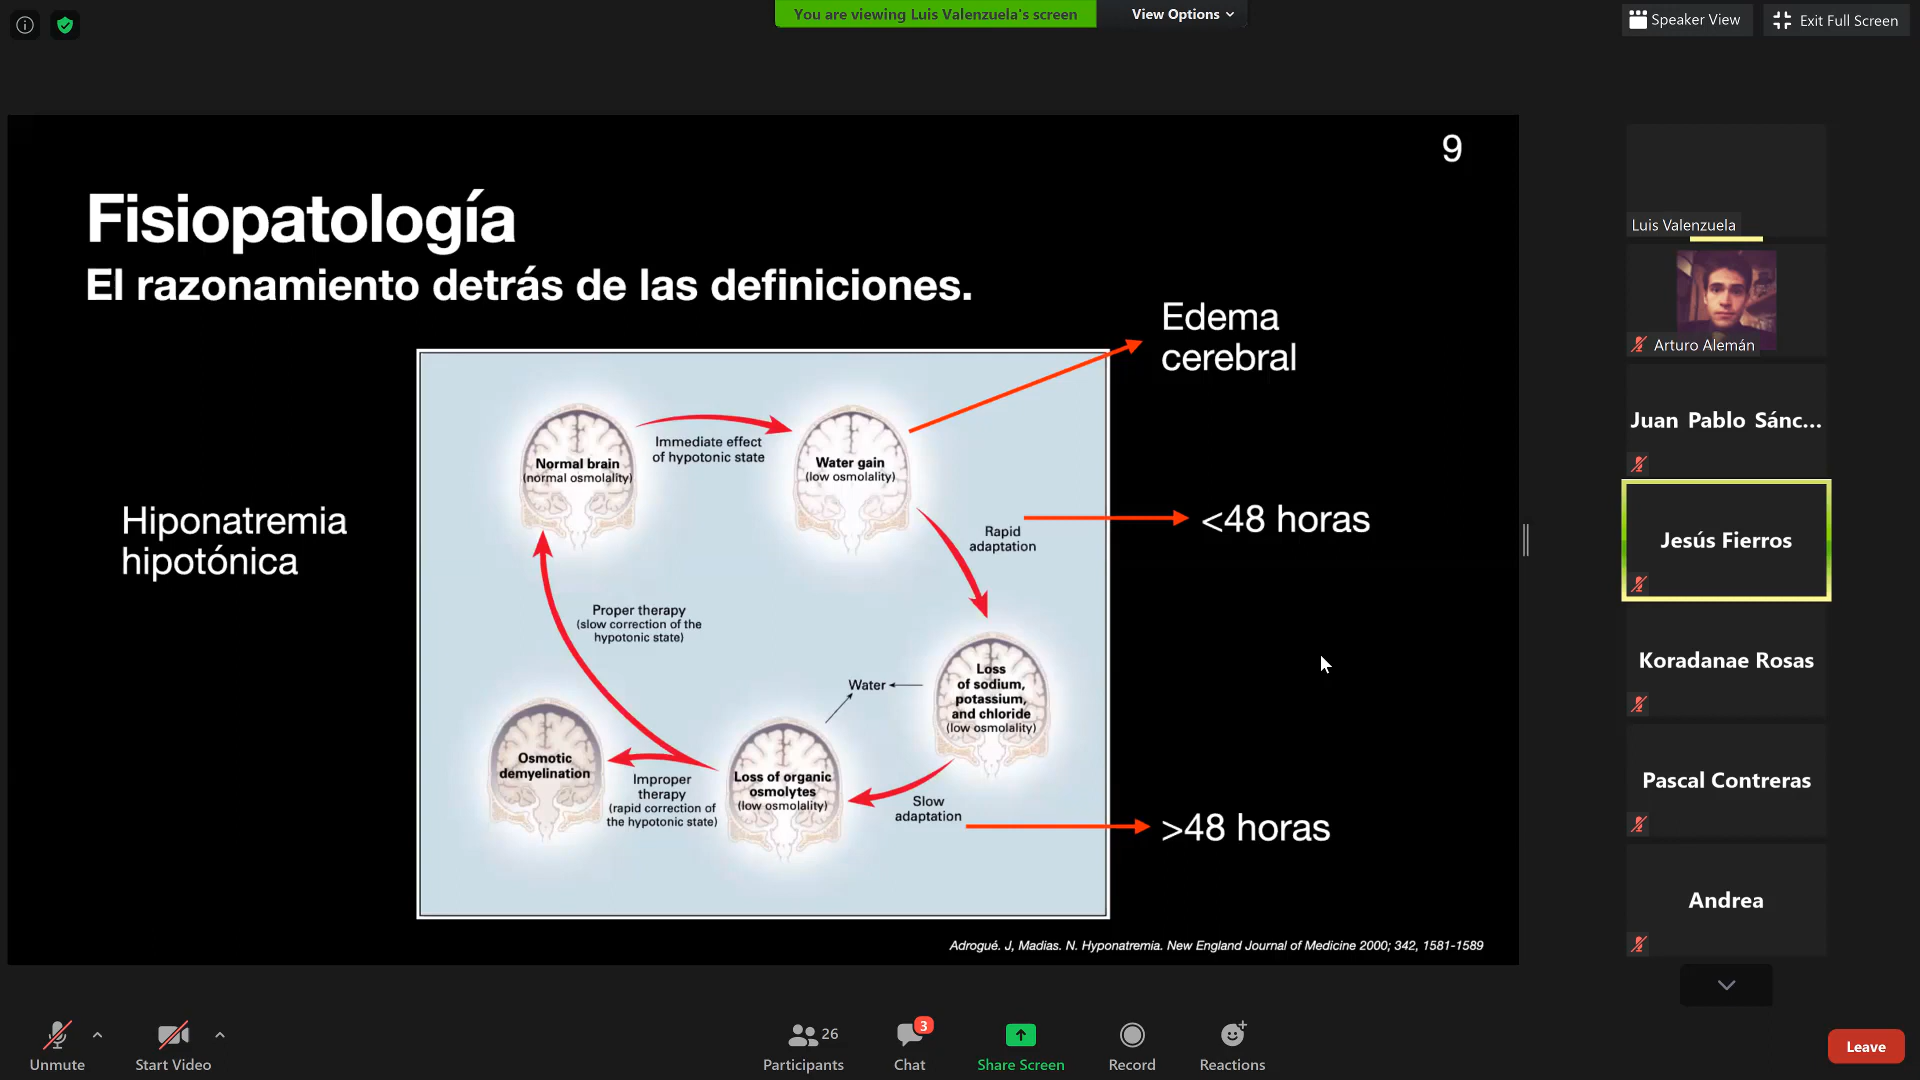 You are viewing Luis Valenzuela's screen
View Options
Speaker View
Exit Full Screen
9
Fisiopatología
El razonamiento detrás de las definiciones.
Hiponatremia
hipotónica
Normal brain
(normal osmolality)
Immediate effect
of hypotonic state
Water gain
(low osmolality)
Edema
cerebral
Rapid
adaptation
<48 horas
Proper therapy
(slow correction of the
hypotonic state)
Water
Loss
of sodium,
potassium,
and chloride
(low osmolality)
Osmotic
demyelination
Improper
therapy
(rapid correction of
the hypotonic state)
Loss of organic
osmolytes
(low osmolality)
Slow
adaptation
>48 horas
Adrogué. J, Madias. N. Hyponatremia. New England Journal of Medicine 2000; 342, 1581-1589
Luis Valenzuela
Arturo Alemán
Juan Pablo Sánc...
Jesús Fierros
Koradanae Rosas
Pascal Contreras
Andrea
Unmute
Start Video
26
Participants
3
Chat
Share Screen
Record
Reactions
Leave